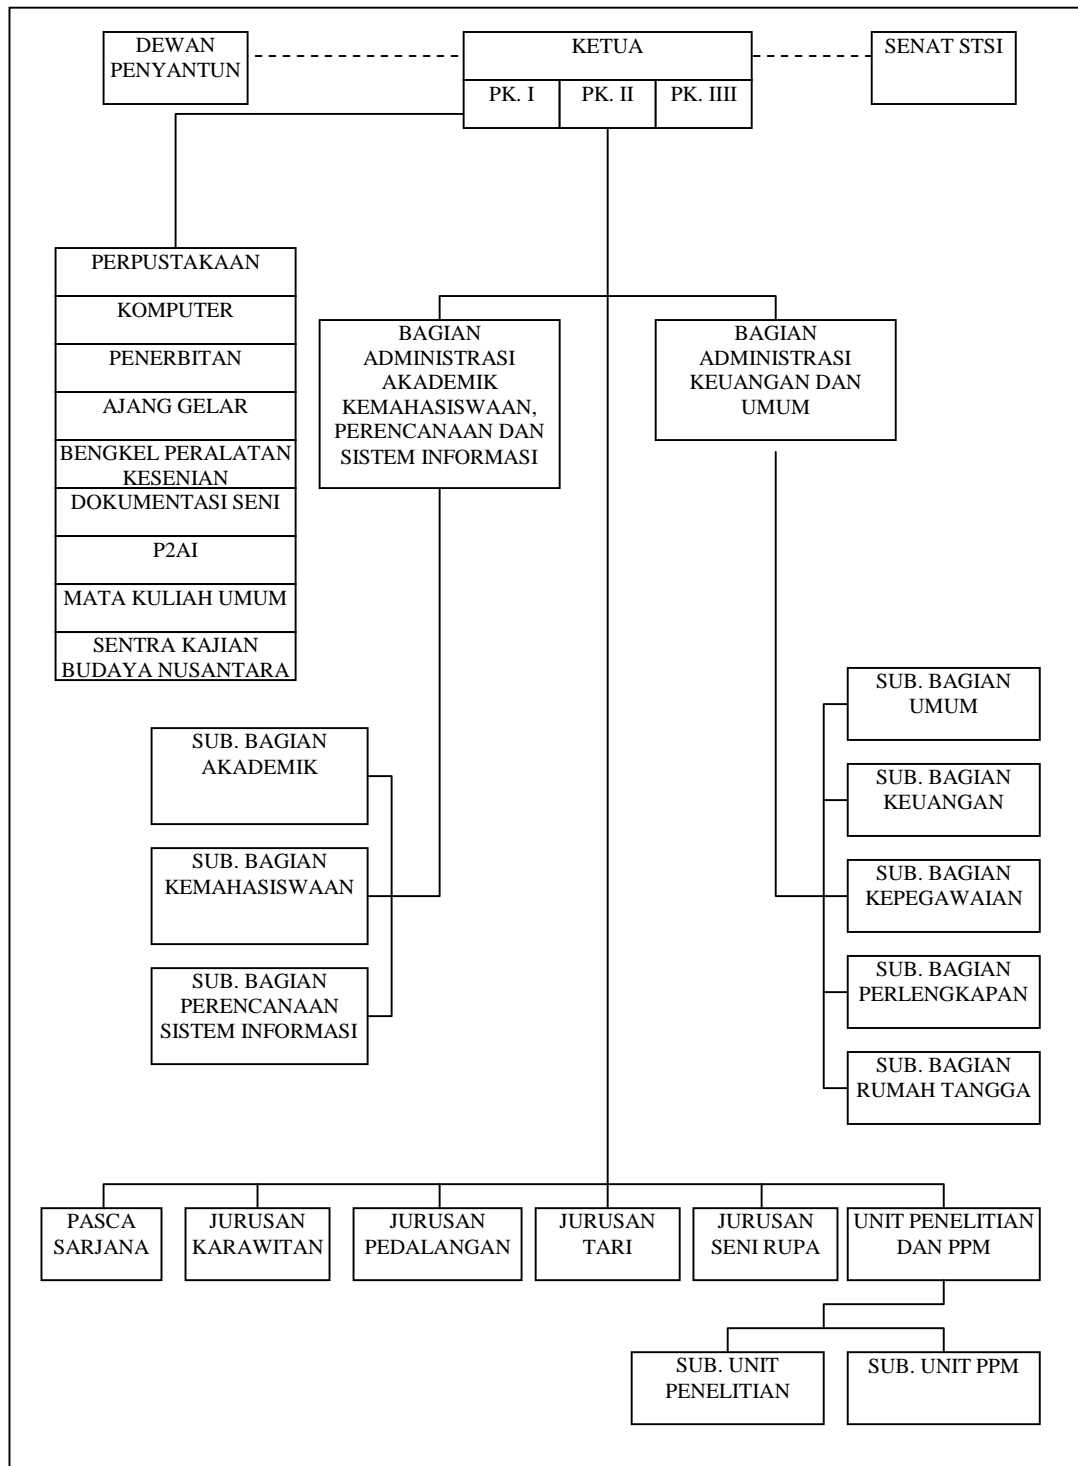 DEWAN
PENYANTUN
KETUA
SENAT STSI
PK. I
PK. II
PK. IIII
PERPUSTAKAAN
KOMPUTER
PENERBITAN
AJANG GELAR
BENGKEL PERALATAN
KESENIAN
DOKUMENTASI SENI
P2AI
MATA KULIAH UMUM
SENTRA KAJIAN
BUDAYA NUSANTARA
BAGIAN
ADMINISTRASI
AKADEMIK
KEMAHASISWAAN,
PERENCANAAN DAN
SISTEM INFORMASI
BAGIAN
ADMINISTRASI
KEUANGAN DAN
UMUM
SUB. BAGIAN
AKADEMIK
SUB. BAGIAN
KEMAHASISWAAN
SUB. BAGIAN
PERENCANAAN
SISTEM INFORMASI
SUB. BAGIAN
UMUM
SUB. BAGIAN
KEUANGAN
SUB. BAGIAN
KEPEGAWAIAN
SUB. BAGIAN
PERLENGKAPAN
SUB. BAGIAN
RUMAH TANGGA
PASCA
SARJANA
JURUSAN
KARAWITAN
JURUSAN
PEDALANGAN
JURUSAN
TARI
JURUSAN
SENI RUPA
UNIT PENELITIAN
DAN PPM
SUB. UNIT
PENELITIAN
SUB. UNIT PPM